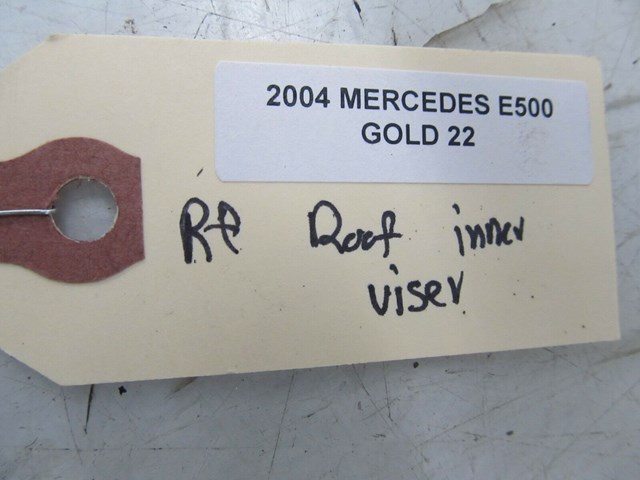 2004 MERCEDES E500
GOLD 22
Rt Roof inner
viser